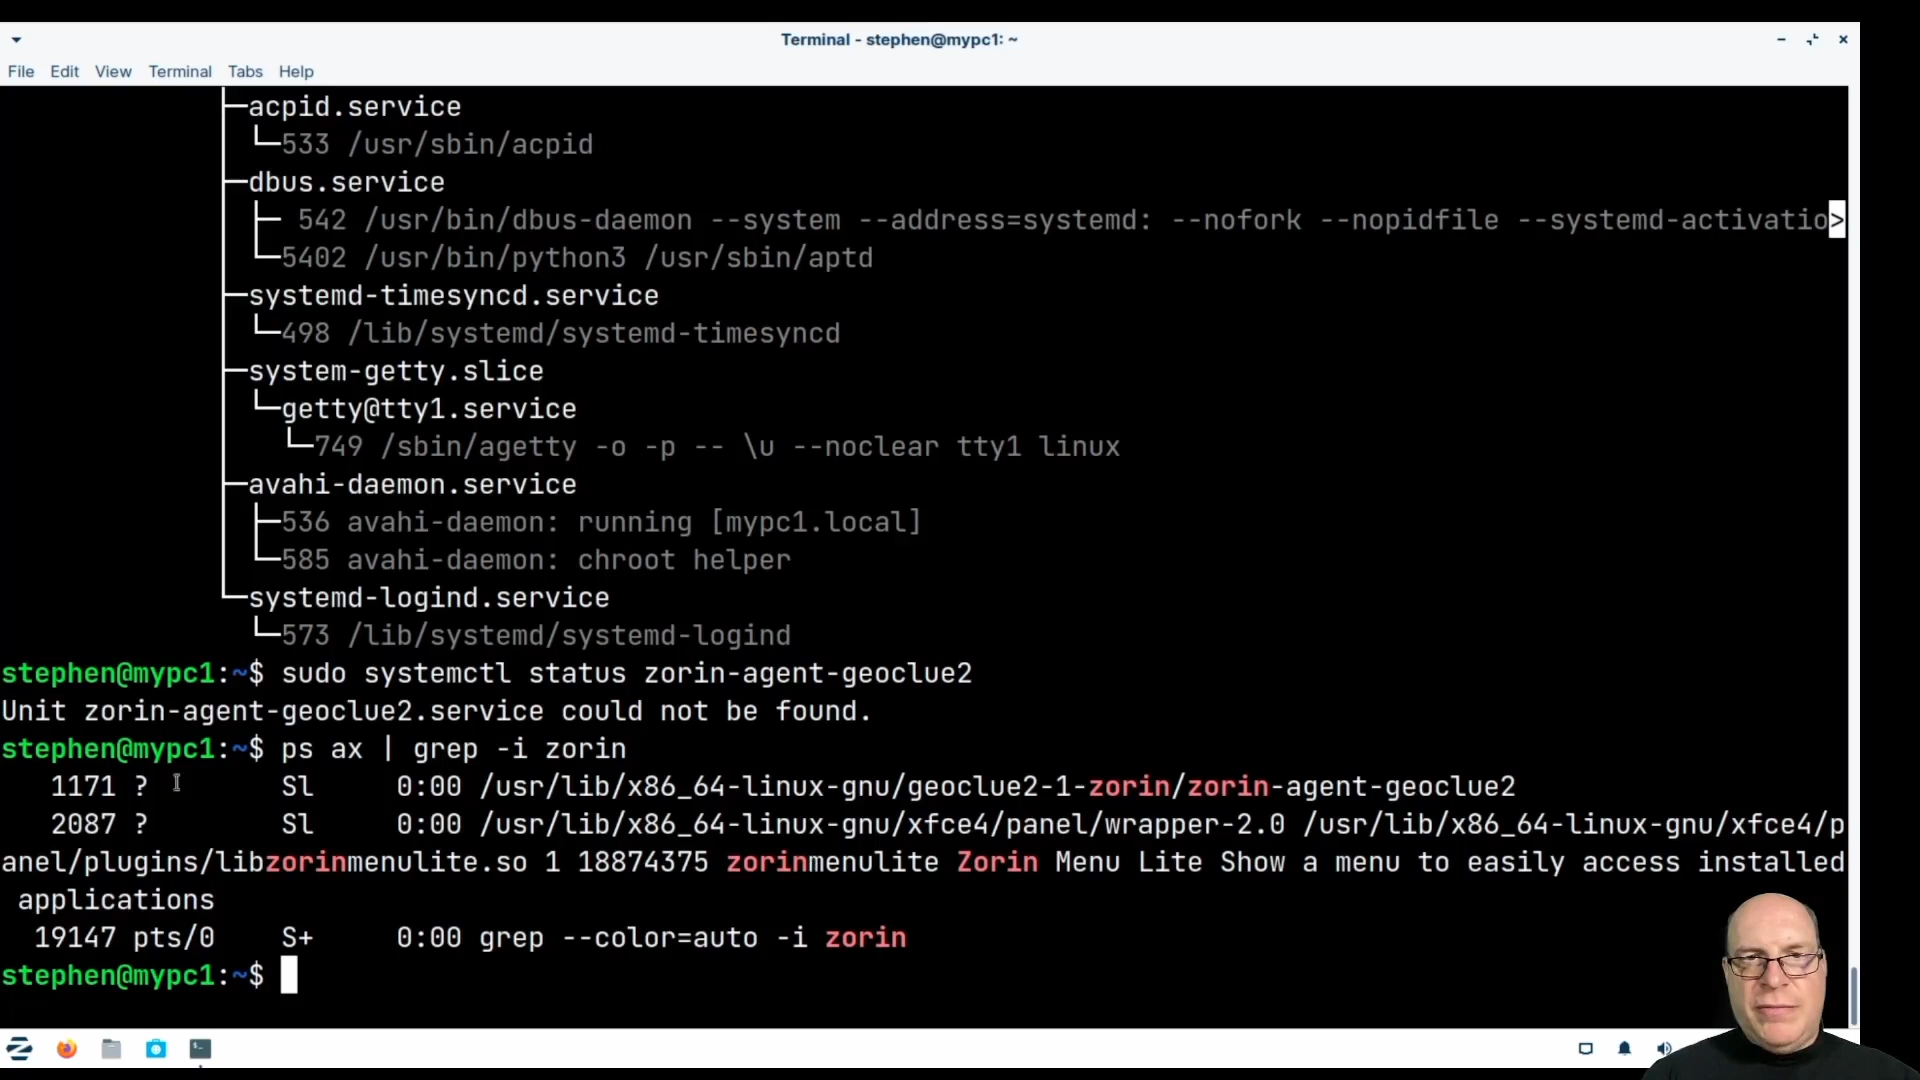 Terminal - stephen@mypc1: ~
File Edit View Terminal Tabs Help
├─acpid.service
│ └─533 /usr/sbin/acpid
├─dbus.service
│ ├─ 542 /usr/bin/dbus-daemon --system --address=systemd: --nofork --nopidfile --systemd-activatio>
│ └─5402 /usr/bin/python3 /usr/sbin/aptd
├─systemd-timesyncd.service
│ └─498 /lib/systemd/systemd-timesyncd
├─system-getty.slice
│ └─getty@tty1.service
│   └─749 /sbin/agetty -o -p -- \u --noclear tty1 linux
├─avahi-daemon.service
│ ├─536 avahi-daemon: running [mypc1.local]
│ └─585 avahi-daemon: chroot helper
└─systemd-logind.service
  └─573 /lib/systemd/systemd-logind
stephen@mypc1:~$ sudo systemctl status zorin-agent-geoclue2
Unit zorin-agent-geoclue2.service could not be found.
stephen@mypc1:~$ ps ax | grep -i zorin
   1171 ?        Sl     0:00 /usr/lib/x86_64-linux-gnu/geoclue2-1-zorin/zorin-agent-geoclue2
   2087 ?        Sl     0:00 /usr/lib/x86_64-linux-gnu/xfce4/panel/wrapper-2.0 /usr/lib/x86_64-linux-gnu/xfce4/p
anel/plugins/libzorinmenulite.so 1 18874375 zorinmenulite Zorin Menu Lite Show a menu to easily access installed
 applications
  19147 pts/0    S+     0:00 grep --color=auto -i zorin
stephen@mypc1:~$